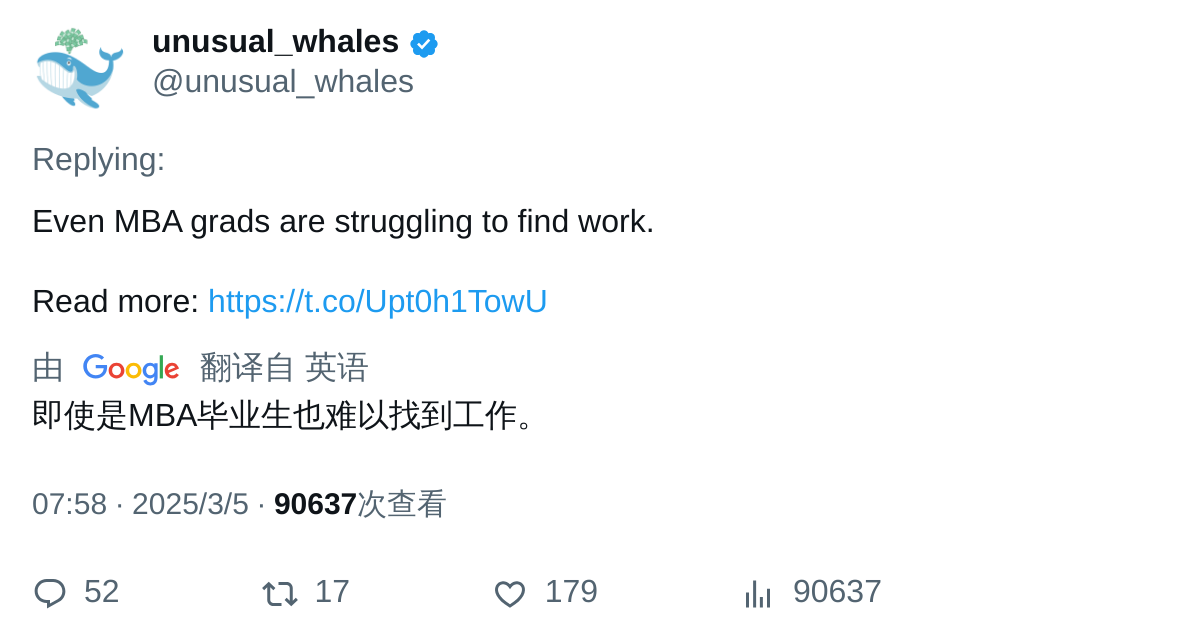 unusual_whales
@unusual_whales
Replying:
Even MBA grads are struggling to find work.
Read more: https://t.co/Upt0h1TowU
由 Google 翻译自 英语
即使是MBA毕业生也难以找到工作。
07:58 · 2025/3/5 · 90637次查看
52 17 179 90637